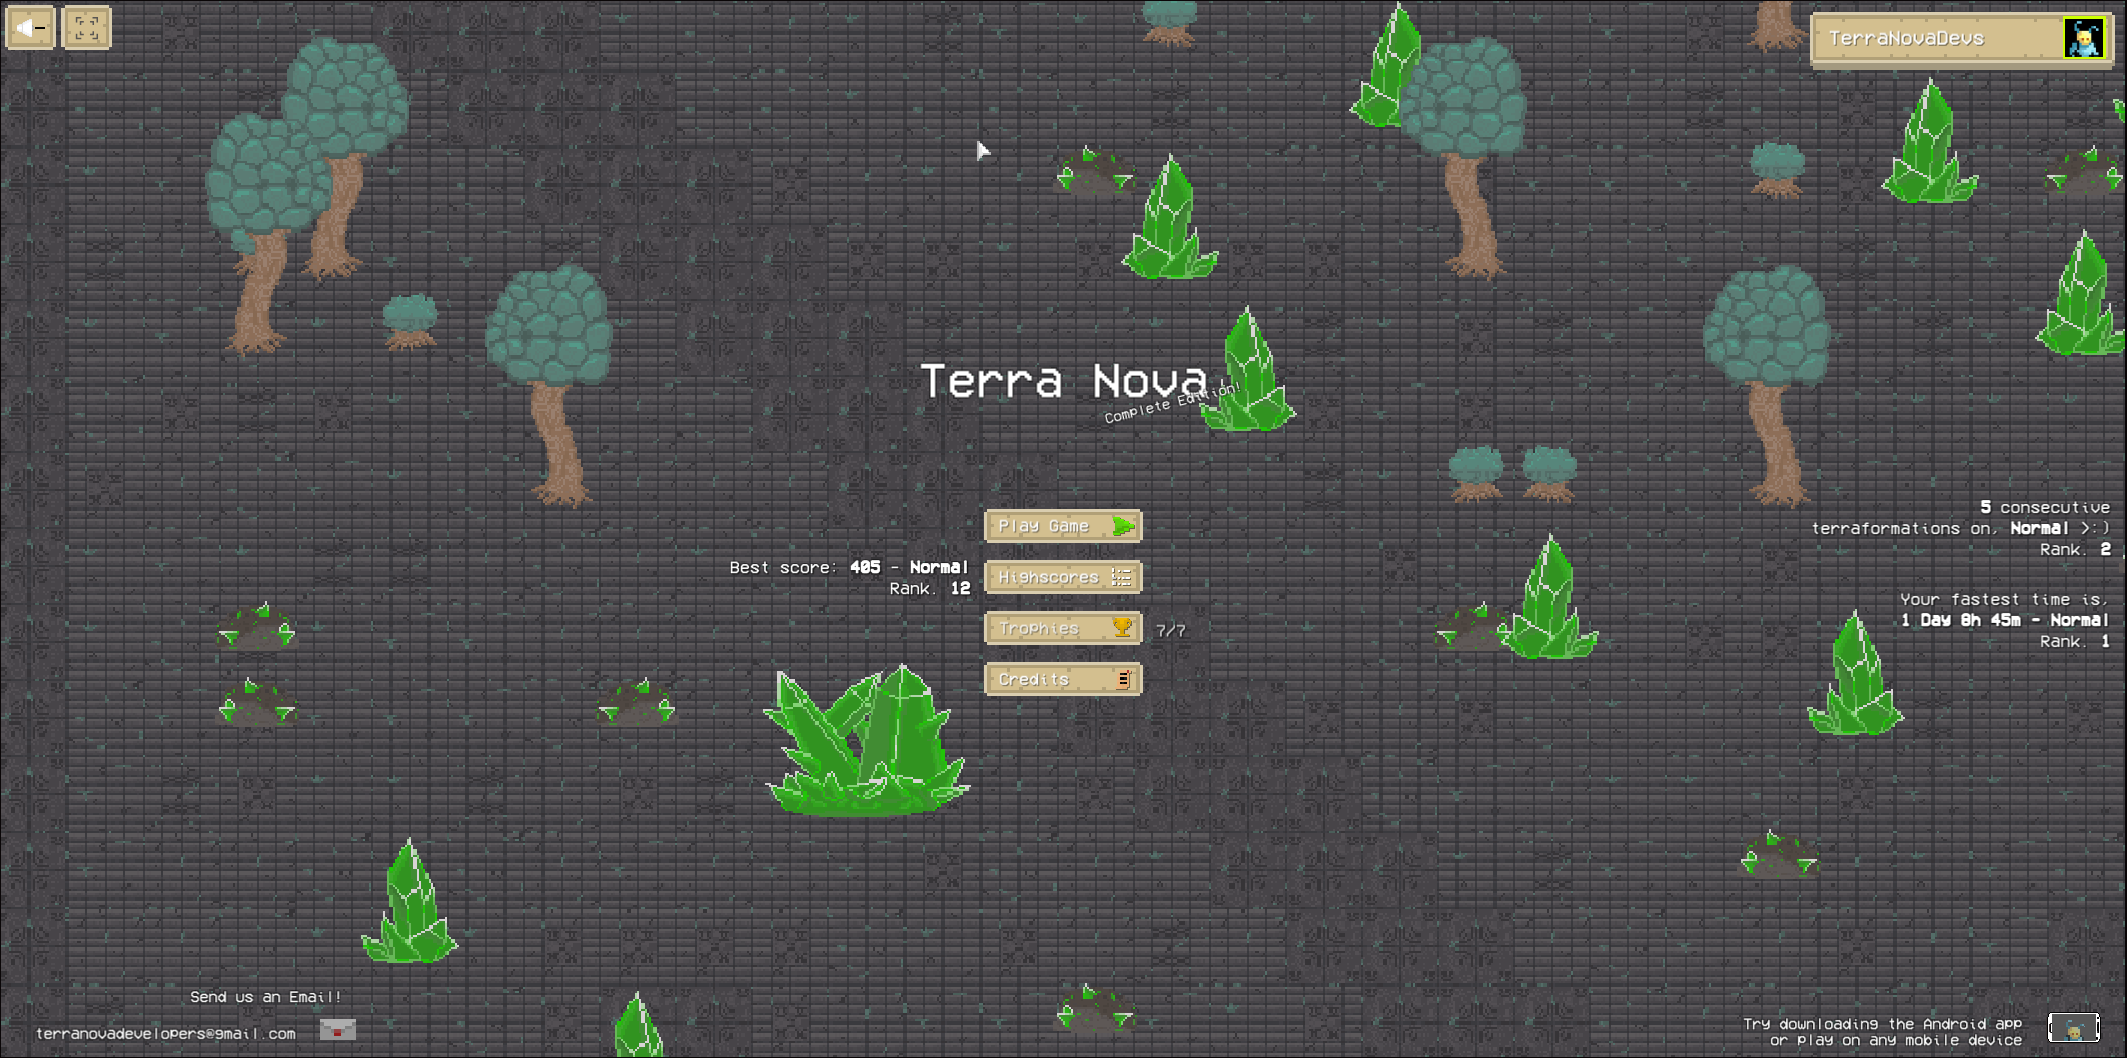 TerraNovaDevs
Terra Nova
Complete Edition!
Play Game
Best score: 405 - Normal
Rank. 12
Highscores
Trophies
7/7
Credits
5 consecutive
terraformations on, Normal >:)
Rank. 2
Your fastest time is,
1 Day 8h 45m - Normal
Rank. 1
Send us an Email!
terranovadevelopers@gmail.com
Try downloading the Android app
or play on any mobile device